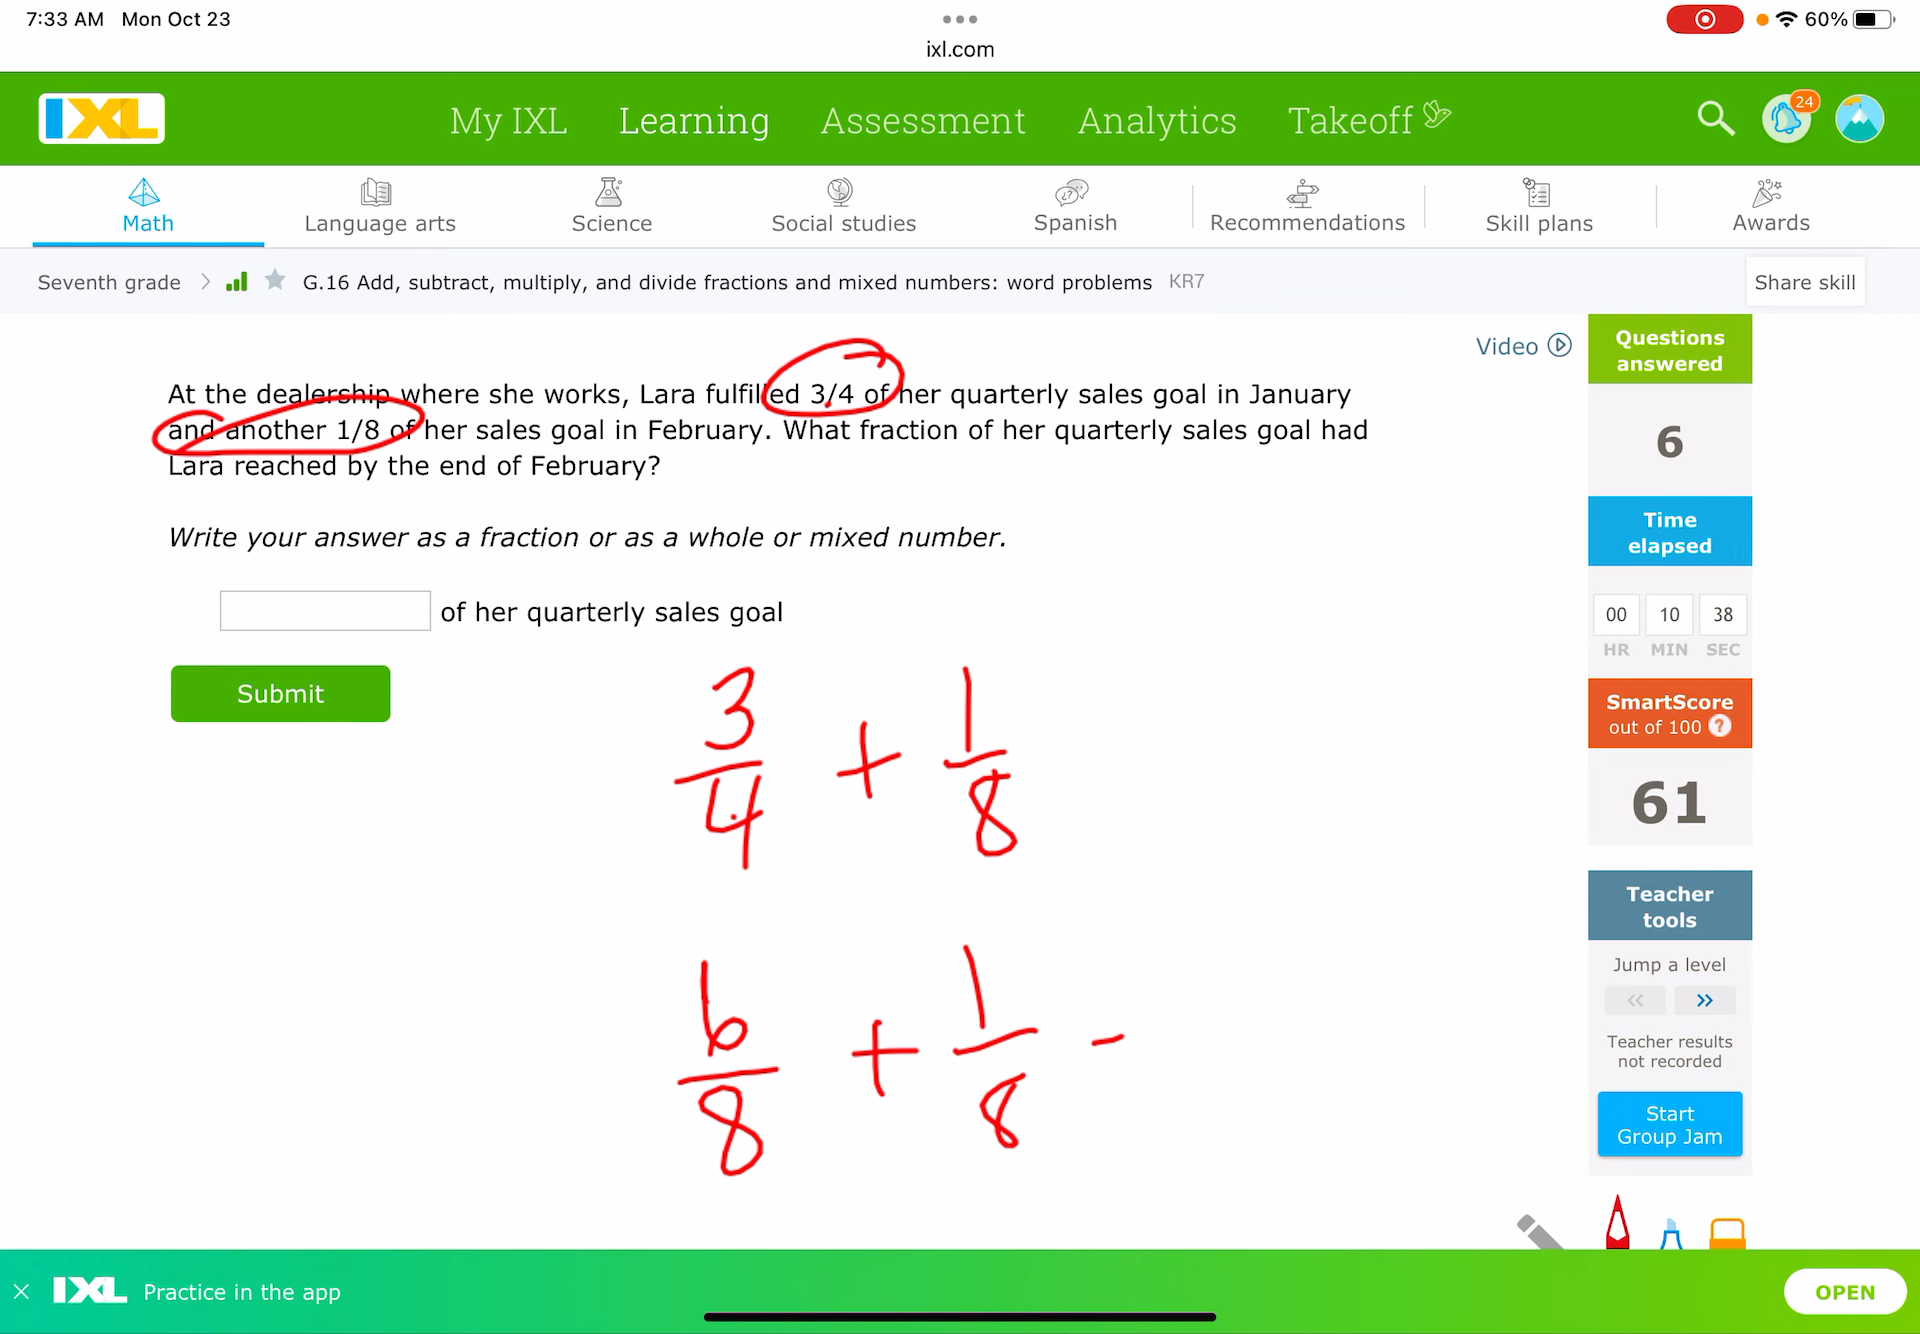 7:33 AM Mon Oct 23
60%
ixl.com
IXL
My IXL Learning Assessment Analytics Takeoff
24
Math Language arts Science Social studies Spanish Recommendations Skill plans Awards
Seventh grade > G.16 Add, subtract, multiply, and divide fractions and mixed numbers: word problems KR7
Share skill
Video
At the dealership where she works, Lara fulfilled 3/4 of her quarterly sales goal in January
and another 1/8 of her sales goal in February. What fraction of her quarterly sales goal had
Lara reached by the end of February?
Write your answer as a fraction or as a whole or mixed number.
of her quarterly sales goal
Submit
3/4 + 1/8
6/8 + 1/8 -
Questions
answered
6
Time
elapsed
00 10 38
HR MIN SEC
SmartScore
out of 100 ?
61
Teacher
tools
Jump a level
<< >>
Teacher results
not recorded
Start
Group Jam
× IXL Practice in the app
OPEN